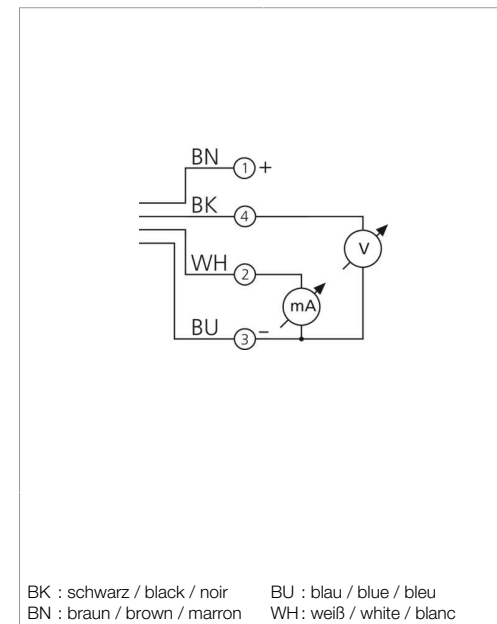 BN 1 +
BK 4
V
WH 2
mA
BU 3 –
BK : schwarz / black / noir BU : blau / blue / bleu
BN : braun / brown / marron WH : weiß / white / blanc